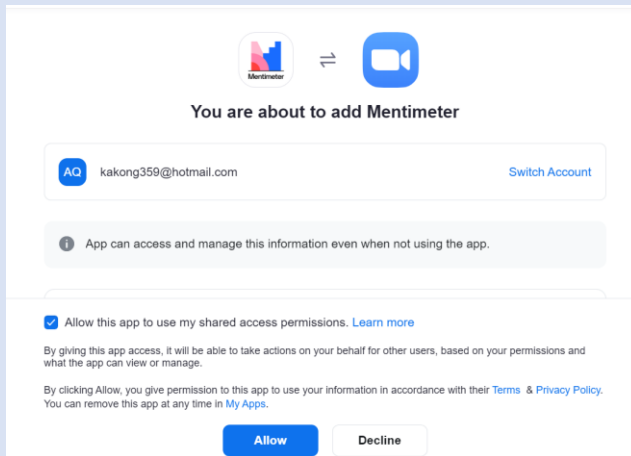 Mentimeter
You are about to add Mentimeter
AQ kakong359@hotmail.com Switch Account
App can access and manage this information even when not using the app.
Allow this app to use my shared access permissions. Learn more
By giving this app access, it will be able to take actions on your behalf for other users, based on your permissions and
what the app can view or manage.
By clicking Allow, you give permission to this app to use your information in accordance with their Terms & Privacy Policy.
You can remove this app at any time in My Apps.
Allow Decline